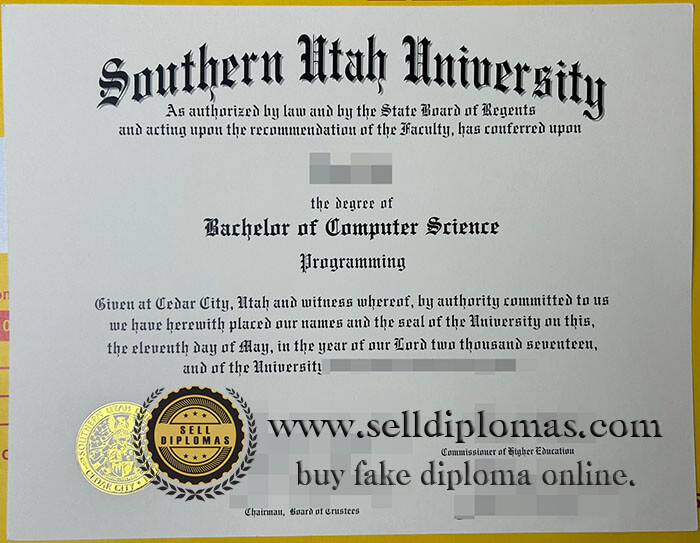 Southern Utah University
As authorized by law and by the State Board of Regents
and acting upon the recommendation of the Faculty, has conferred upon
the degree of
Bachelor of Computer Science
Programming
Given at Cedar City, Utah and witness whereof, by authority committed to us
we have herewith placed our names and the seal of the University on this,
the eleventh day of May, in the year of our Lord two thousand seventeen,
and of the University
SOUTHERN UTAH
CEDAR CITY
SELL
DIPLOMAS
www.selldiplomas.com
Commissioner of Higher Education
buy fake diploma online.
Chairman, Board of Trustees